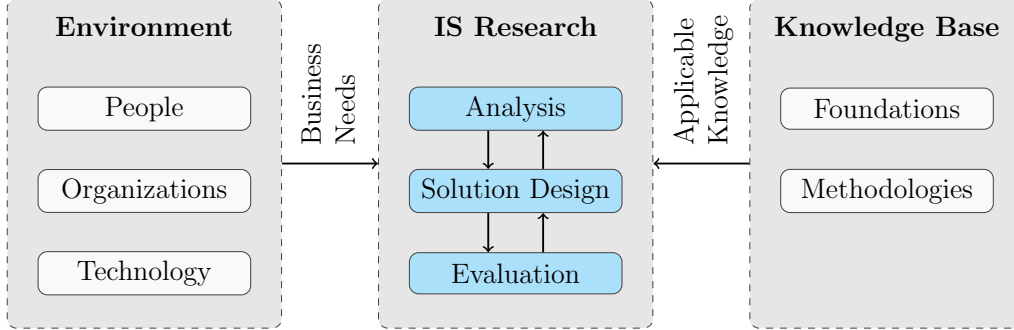 Environment
People
Organizations
Technology
Business
Needs
IS Research
Analysis
Solution Design
Evaluation
Applicable
Knowledge
Knowledge Base
Foundations
Methodologies